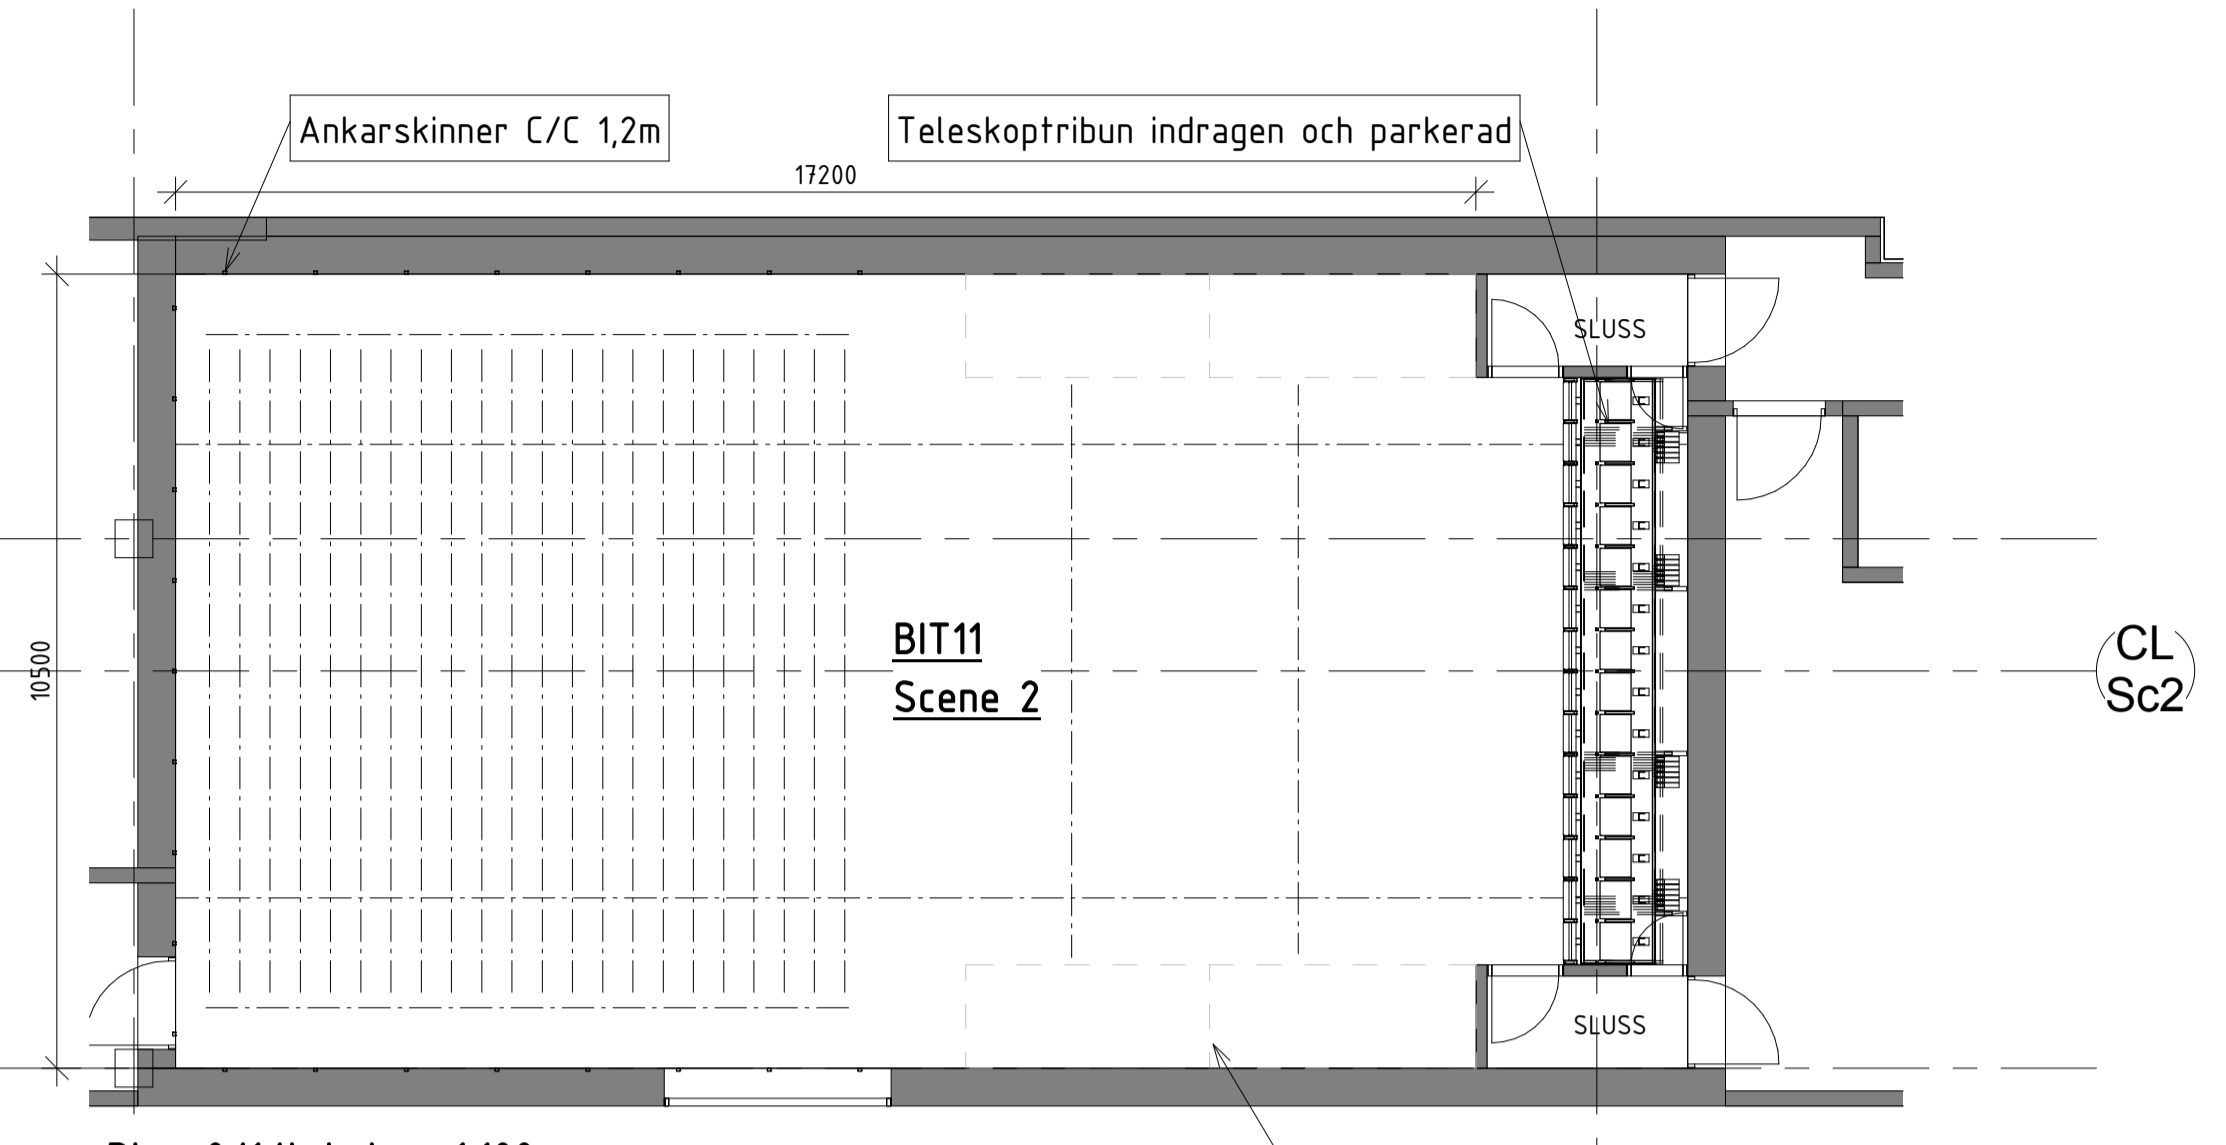 Ankarskinner C/C 1,2m
Teleskoptribun indragen och parkerad
17200
SLUSS
10500
BIT11
Scene 2
CL
Sc2
SLUSS